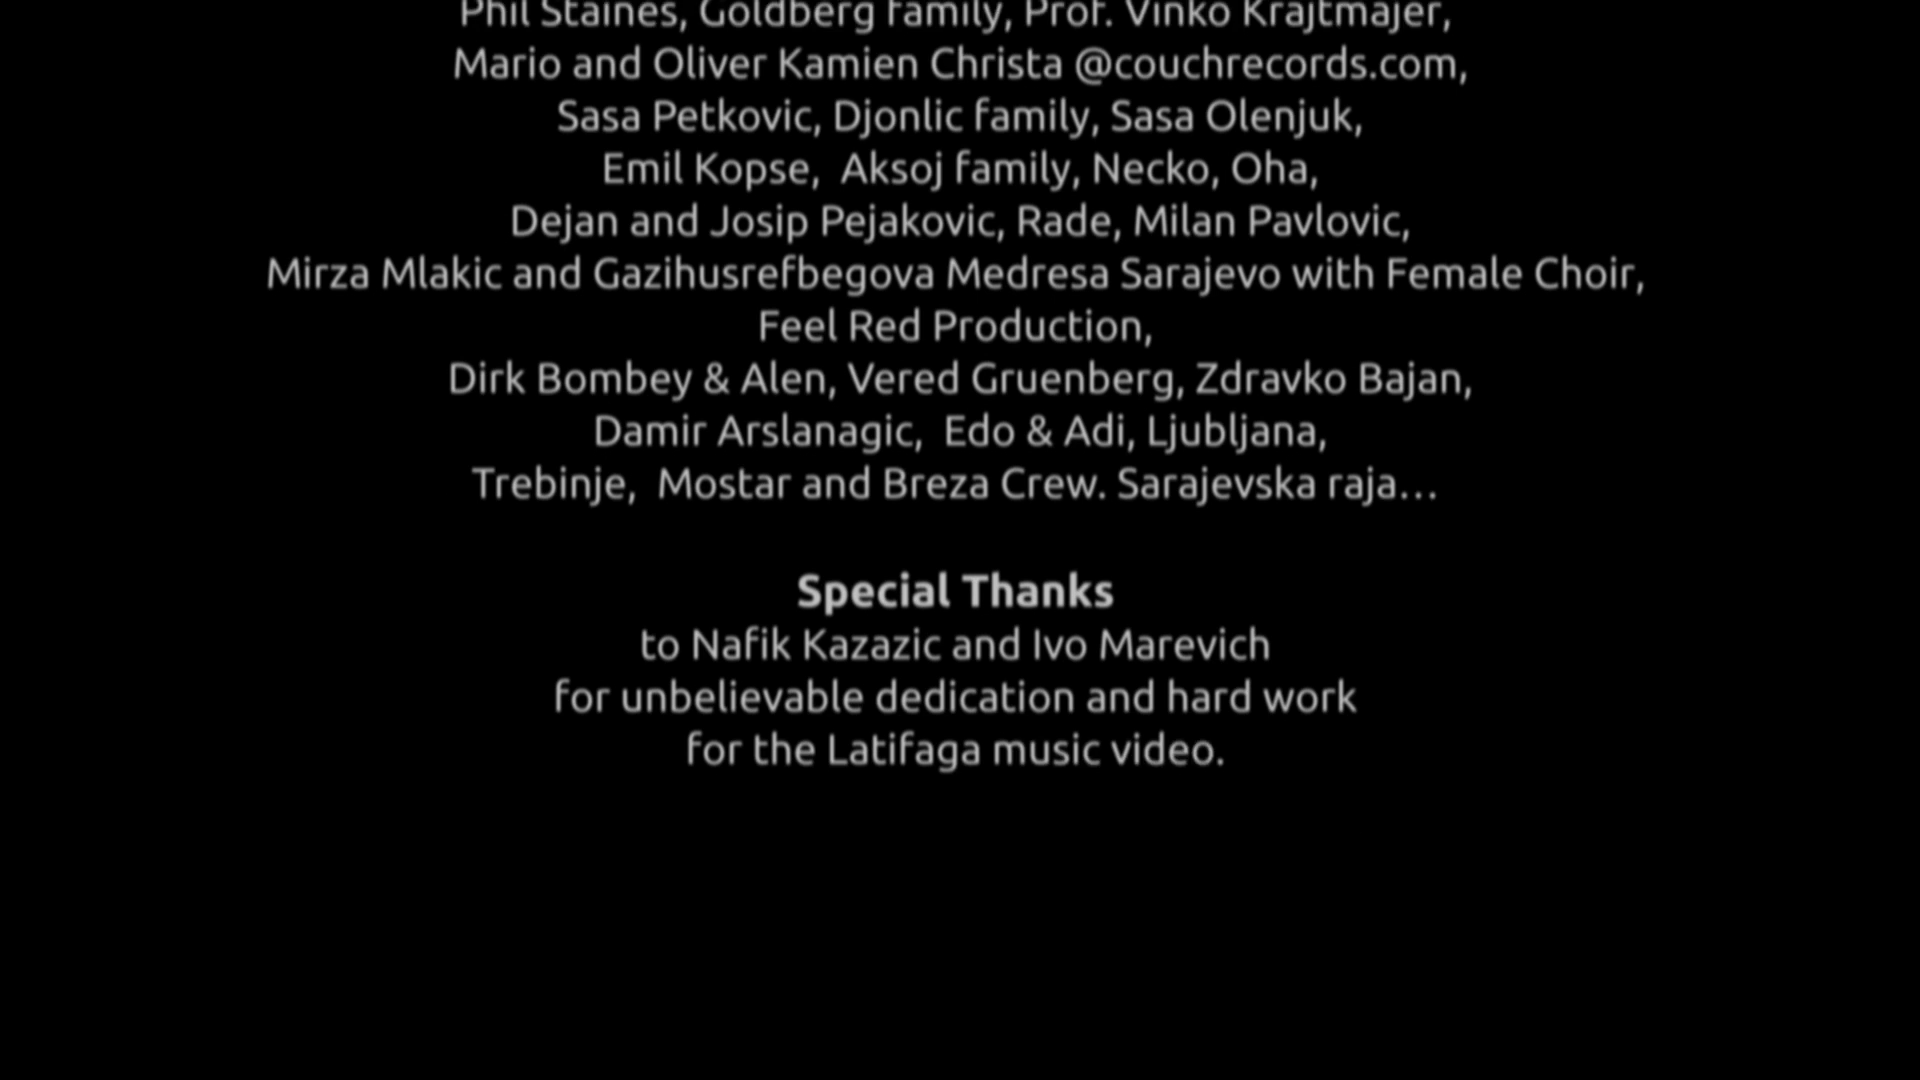 Phil Staines, Goldberg family, Prof. Vinko Krajtmajer,
Mario and Oliver Kamien Christa @couchrecords.com,
Sasa Petkovic, Djonlic family, Sasa Olenjuk,
Emil Kopse,  Aksoj family, Necko, Oha,
Dejan and Josip Pejakovic, Rade, Milan Pavlovic,
Mirza Mlakic and Gazihusrefbegova Medresa Sarajevo with Female Choir,
Feel Red Production,
Dirk Bombey & Alen, Vered Gruenberg, Zdravko Bajan,
Damir Arslanagic,  Edo & Adi, Ljubljana,
Trebinje,  Mostar and Breza Crew. Sarajevska raja...
Special Thanks
to Nafik Kazazic and Ivo Marevich
for unbelievable dedication and hard work
for the Latifaga music video.